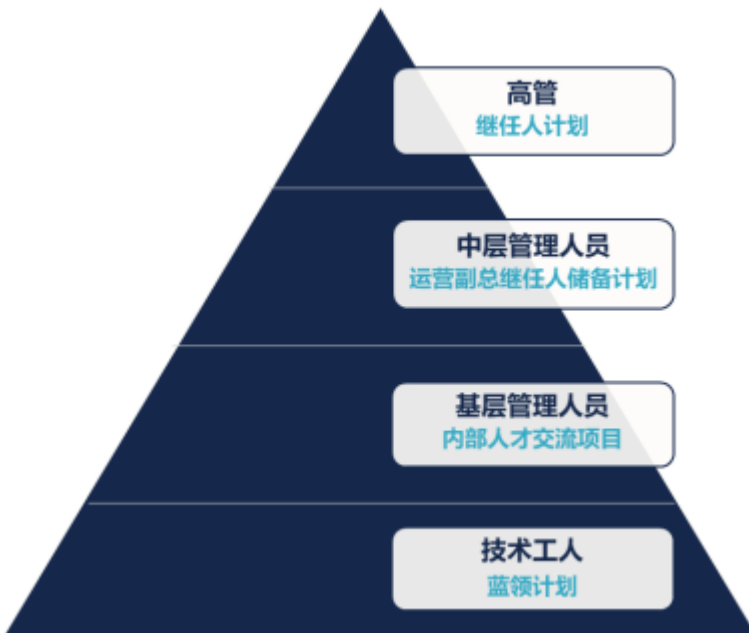 高管
继任人计划
中层管理人员
运营副总继任人储备计划
基层管理人员
内部人才交流项目
技术工人
蓝领计划